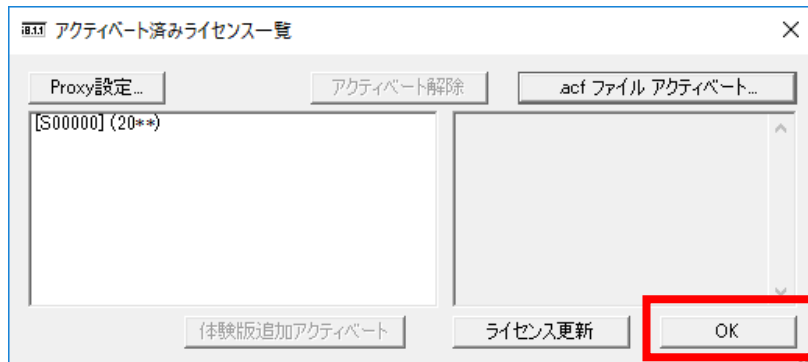 i8.1.1 アクティベート済みライセンス一覧
Proxy設定... アクティベート解除 .acf ファイル アクティベート...
[S00000] (20**)
体験版追加アクティベート ライセンス更新 OK